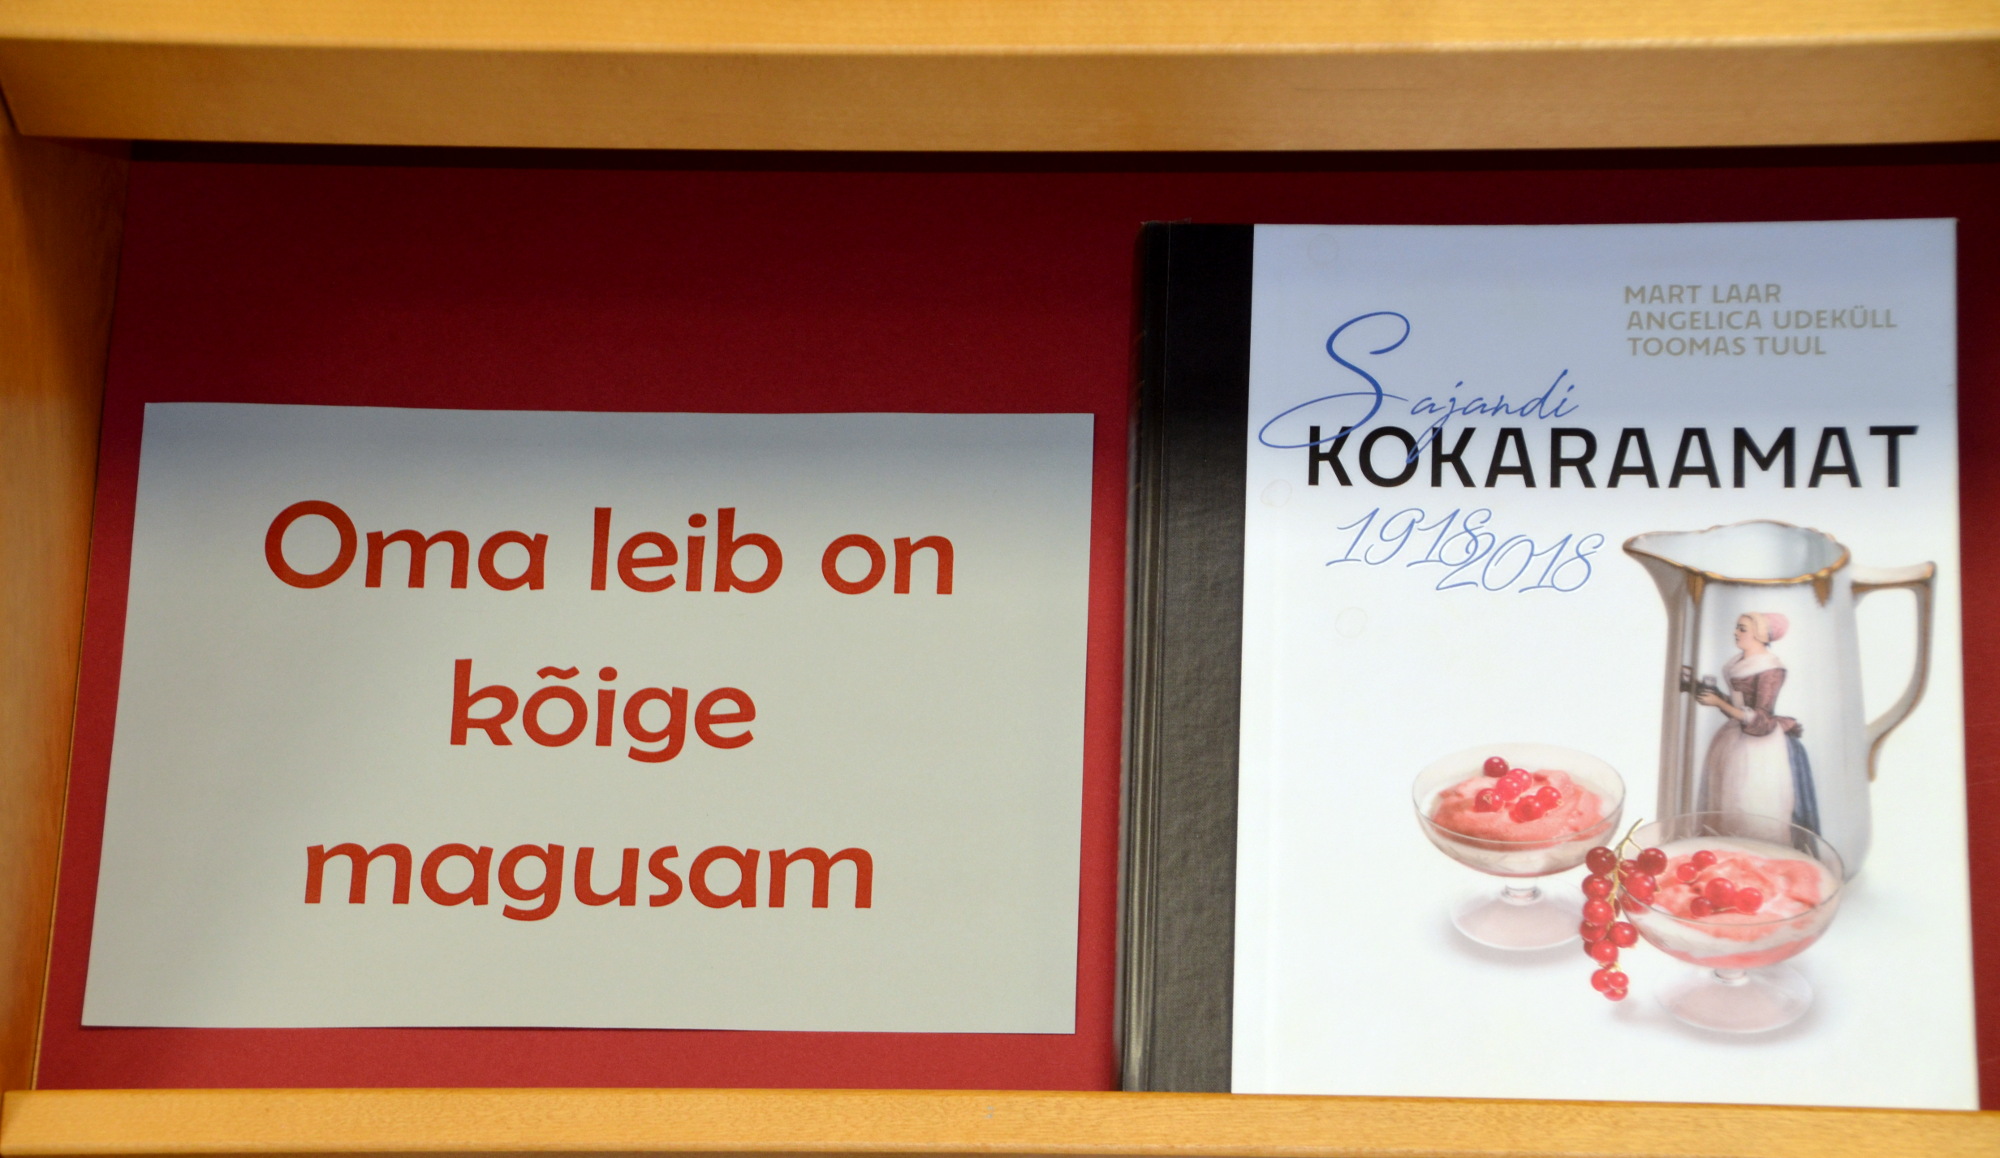 Oma leib on
kõige
magusam
MART LAAR
ANGELICA UDEKÜLL
TOOMAS TUUL
Sajandi
KOKARAAMAT
1918
2018